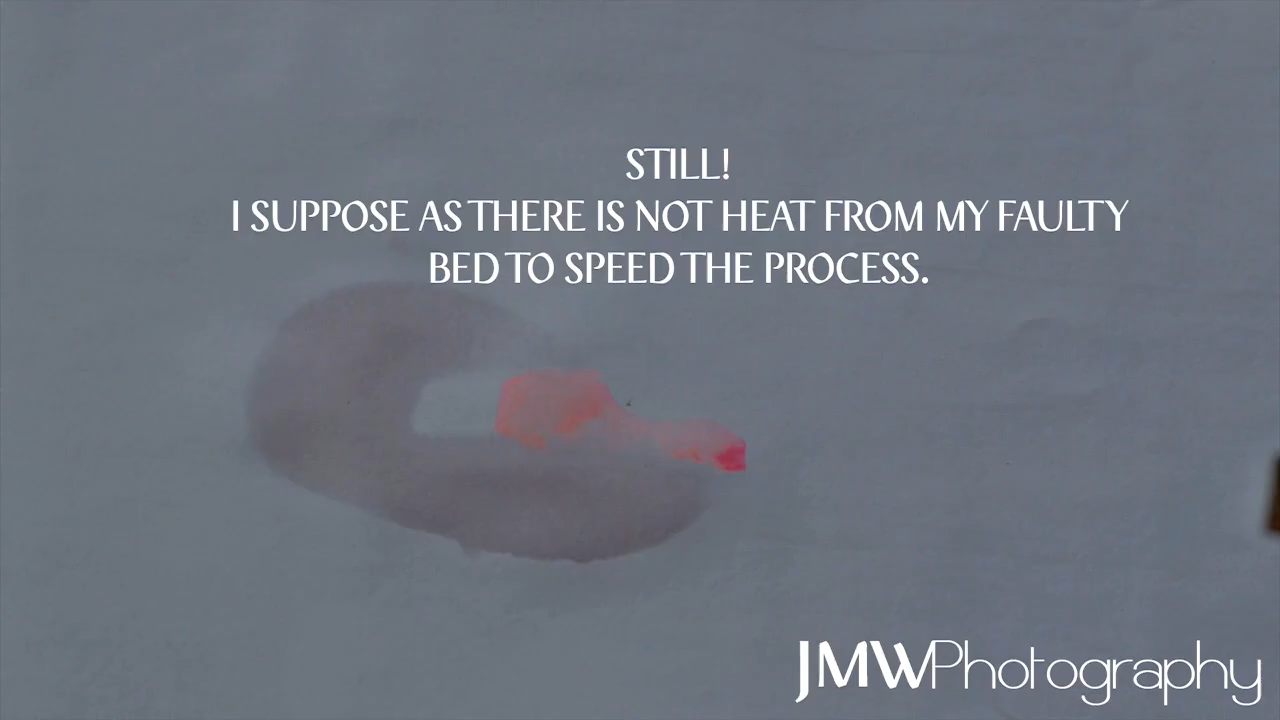 STILL!
I SUPPOSE AS THERE IS NOT HEAT FROM MY FAULTY
BED TO SPEED THE PROCESS.
JMWPhotography